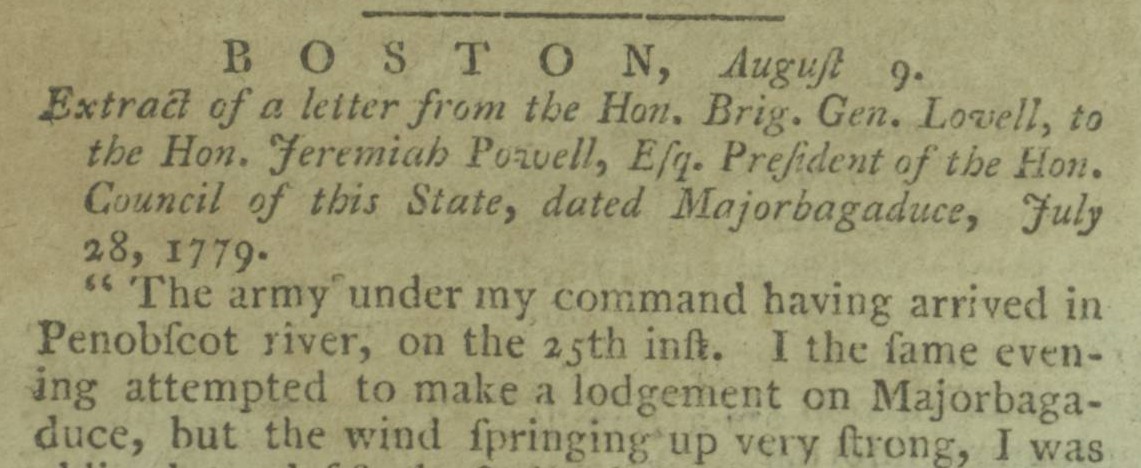 BOSTON, Auguſt 9.
Extract of a letter from the Hon. Brig. Gen. Lovell, to
the Hon. Jeremiah Powell, Eſq. Preſident of the Hon.
Council of this State, dated Majorbagaduce, July
28, 1779.
“ The army under my command having arrived in
Penobſcot river, on the 25th inſt. I the ſame even-
ing attempted to make a lodgement on Majorbaga-
duce, but the wind ſpringing up very ſtrong, I was